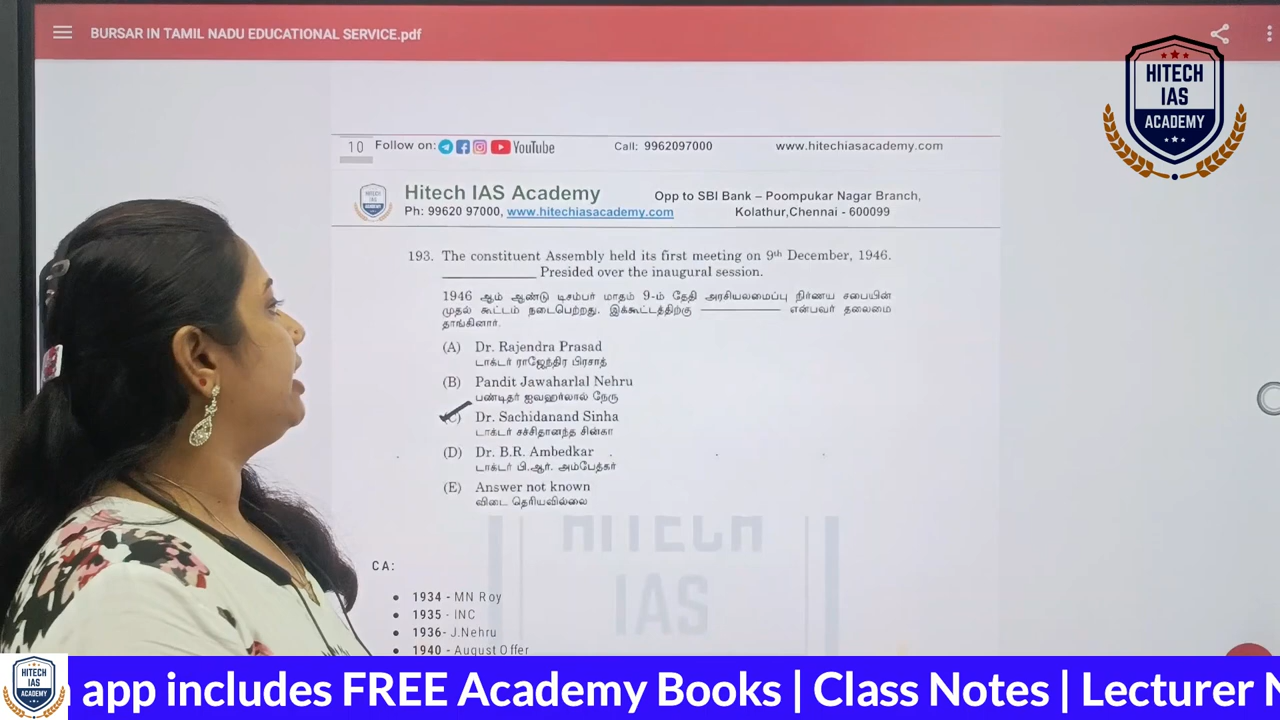 BURSAR IN TAMIL NADU EDUCATIONAL SERVICE.pdf
HITECH
IAS
ACADEMY
10 Follow on: YouTube Call: 9962097000 www.hitechiasacademy.com
Hitech IAS Academy Opp to SBI Bank – Poompukar Nagar Branch,
Ph: 99620 97000, www.hitechiasacademy.com Kolathur,Chennai - 600099
193. The constituent Assembly held its first meeting on 9th December, 1946.
____________ Presided over the inaugural session.
1946 ஆம் ஆண்டு டிசம்பர் மாதம் 9-ம் தேதி அரசியலமைப்பு நிர்ணய சபையின்
முதல் கூட்டம் நடைபெற்றது. இக்கூட்டத்திற்கு ____________ என்பவர் தலைமை
தாங்கினார்.
(A) Dr. Rajendra Prasad
டாக்டர் ராஜேந்திர பிரசாத்
(B) Pandit Jawaharlal Nehru
பண்டிதர் ஜவஹர்லால் நேரு
(C) Dr. Sachidanand Sinha
டாக்டர் சச்சிதானந்த சின்கா
(D) Dr. B.R. Ambedkar
டாக்டர் பி.ஆர். அம்பேத்கர்
(E) Answer not known
விடை தெரியவில்லை
HITECH
IAS
CA:
• 1934 - MN Roy
• 1935 - INC
• 1936- J.Nehru
• 1940 - August Offer
HITECH
IAS
ACADEMY
app includes FREE Academy Books | Class Notes | Lecturer